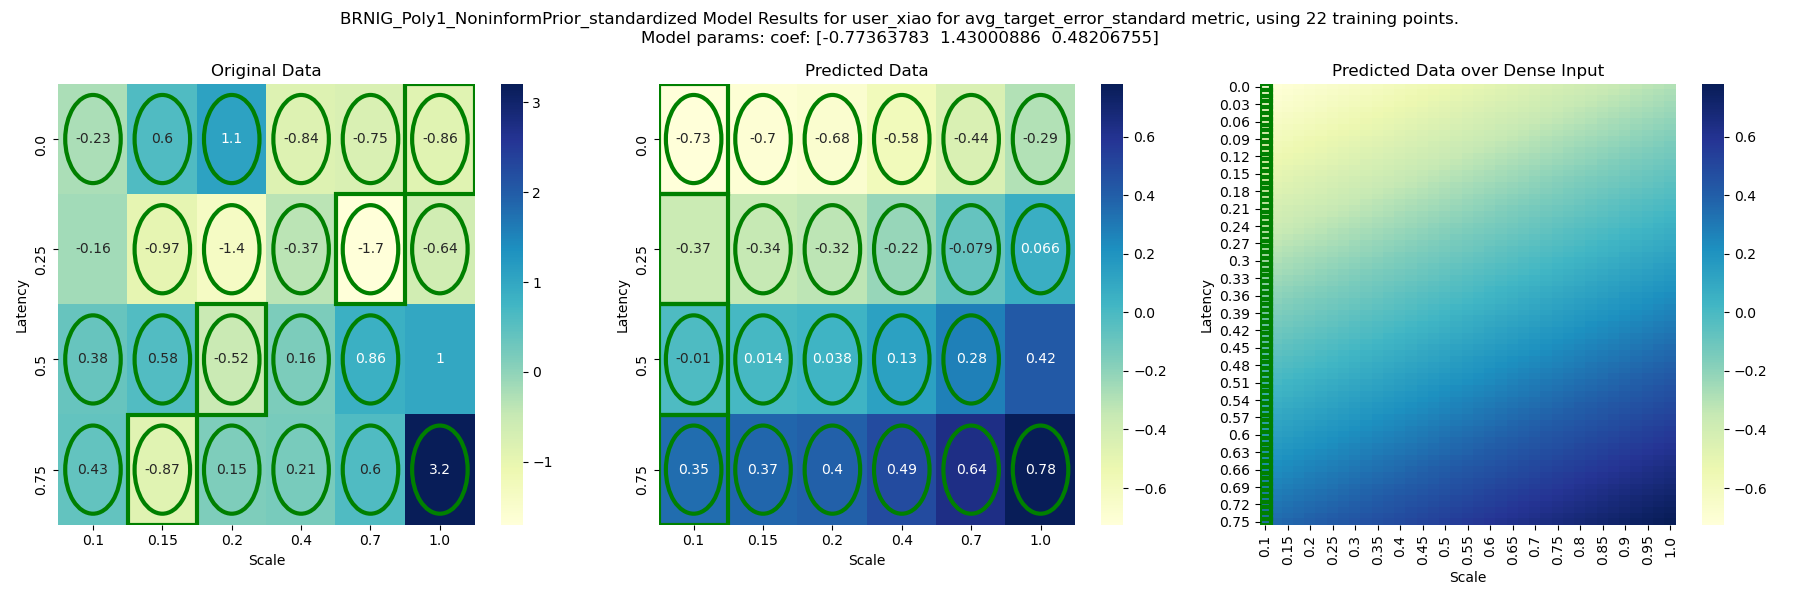 BRNIG_Poly1_NoninformPrior_standardized Model Results for user_xiao for avg_target_error_standard metric, using 22 training points.
Model params: coef: [-0.77363783  1.43000886  0.48206755]
Original Data
Latency
0.0
-0.23 0.6 1.1 -0.84 -0.75 -0.86
0.25
-0.16 -0.97 -1.4 -0.37 -1.7 -0.64
0.5
0.38 0.58 -0.52 0.16 0.86 1
0.75
0.43 -0.87 0.15 0.21 0.6 3.2
0.1 0.15 0.2 0.4 0.7 1.0
Scale
3
2
1
0
−1
Predicted Data
Latency
0.0
-0.73 -0.7 -0.68 -0.58 -0.44 -0.29
0.25
-0.37 -0.34 -0.32 -0.22 -0.079 0.066
0.5
-0.01 0.014 0.038 0.13 0.28 0.42
0.75
0.35 0.37 0.4 0.49 0.64 0.78
0.1 0.15 0.2 0.4 0.7 1.0
Scale
0.6
0.4
0.2
0.0
−0.2
−0.4
−0.6
Predicted Data over Dense Input
Latency
0.0
0.03
0.06
0.09
0.12
0.15
0.18
0.21
0.24
0.27
0.3
0.33
0.36
0.39
0.42
0.45
0.48
0.51
0.54
0.57
0.6
0.63
0.66
0.69
0.72
0.75
0.1 0.15 0.2 0.25 0.3 0.35 0.4 0.45 0.5 0.55 0.6 0.65 0.7 0.75 0.8 0.85 0.9 0.95 1.0
Scale
0.6
0.4
0.2
0.0
−0.2
−0.4
−0.6